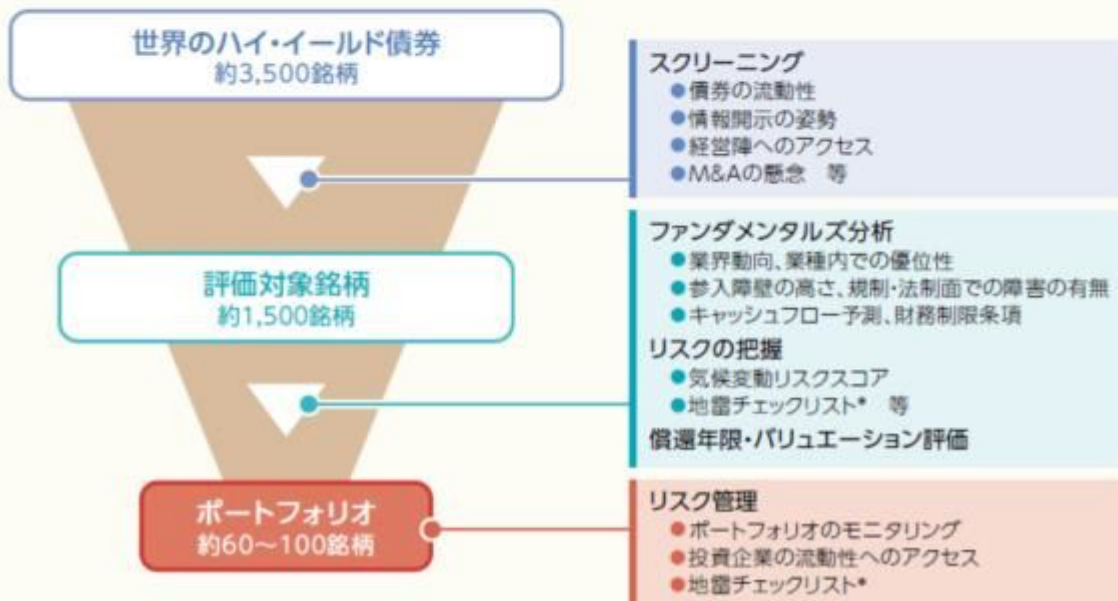 世界のハイ・イールド債券
約3,500銘柄
スクリーニング
●債券の流動性
●情報開示の姿勢
●経営陣へのアクセス
●M&Aの懸念　等
評価対象銘柄
約1,500銘柄
ファンダメンタルズ分析
●業界動向、業種内での優位性
●参入障壁の高さ、規制・法制面での障害の有無
●キャッシュフロー予測、財務制限条項
リスクの把握
●気候変動リスクスコア
●地雷チェックリスト*　等
償還年限・バリュエーション評価
ポートフォリオ
約60～100銘柄
リスク管理
●ポートフォリオのモニタリング
●投資企業の流動性へのアクセス
●地雷チェックリスト*